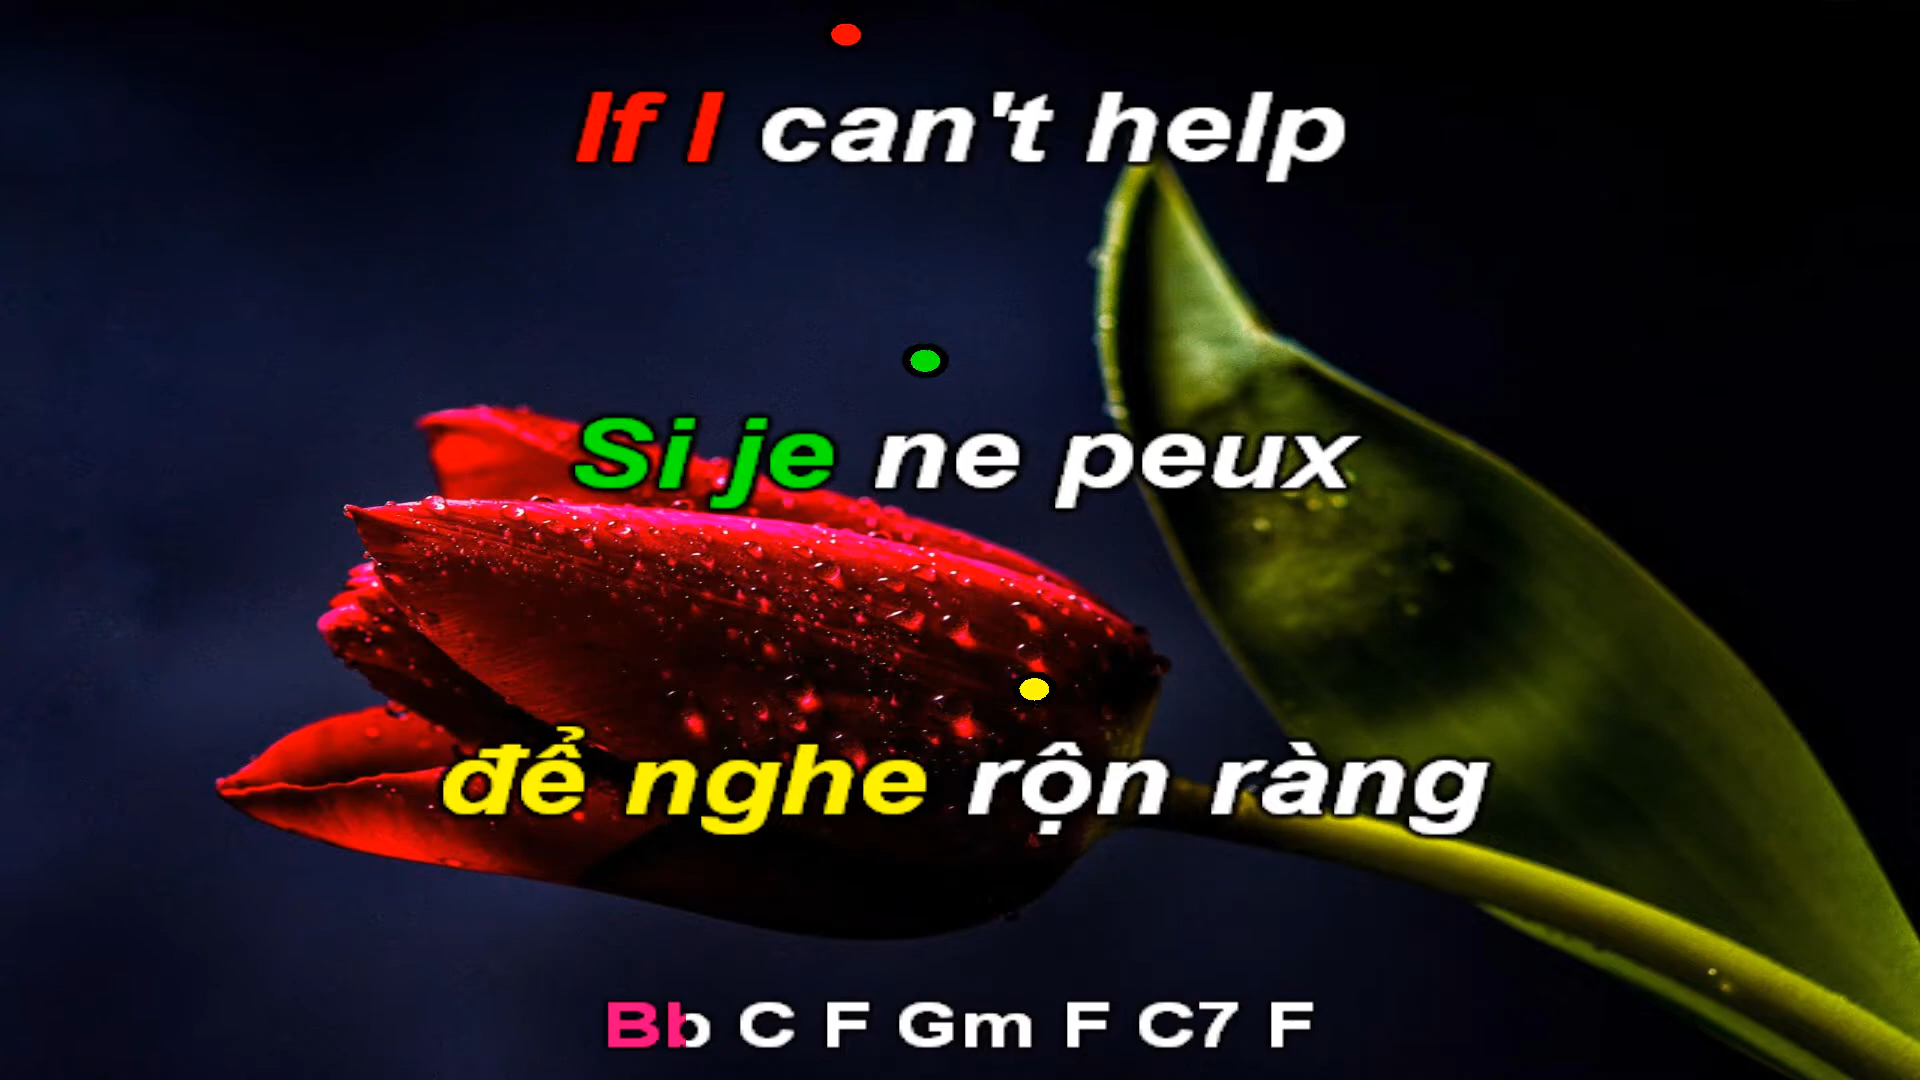 If I can't help
Si je ne peux
để nghe rộn ràng
Bb C F Gm F C7 F